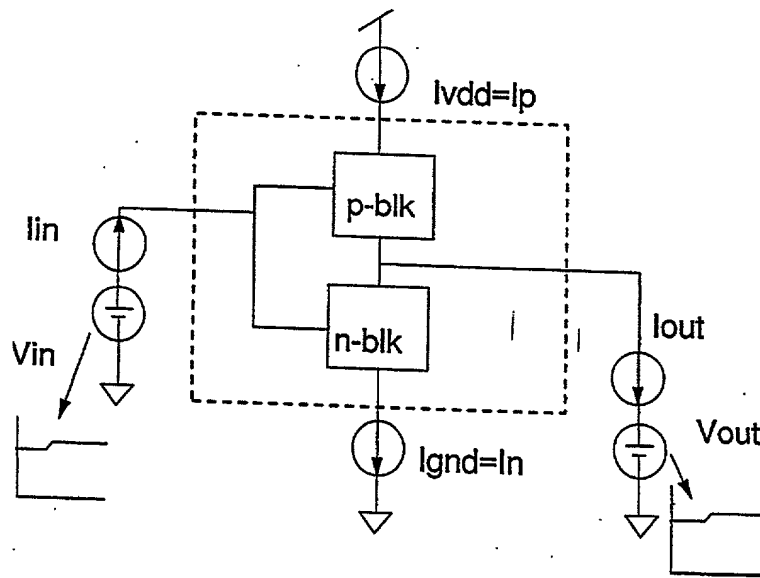 Ivdd=Ip
p-blk
Iin
n-blk
Iout
Vin
Vout
Ignd=In